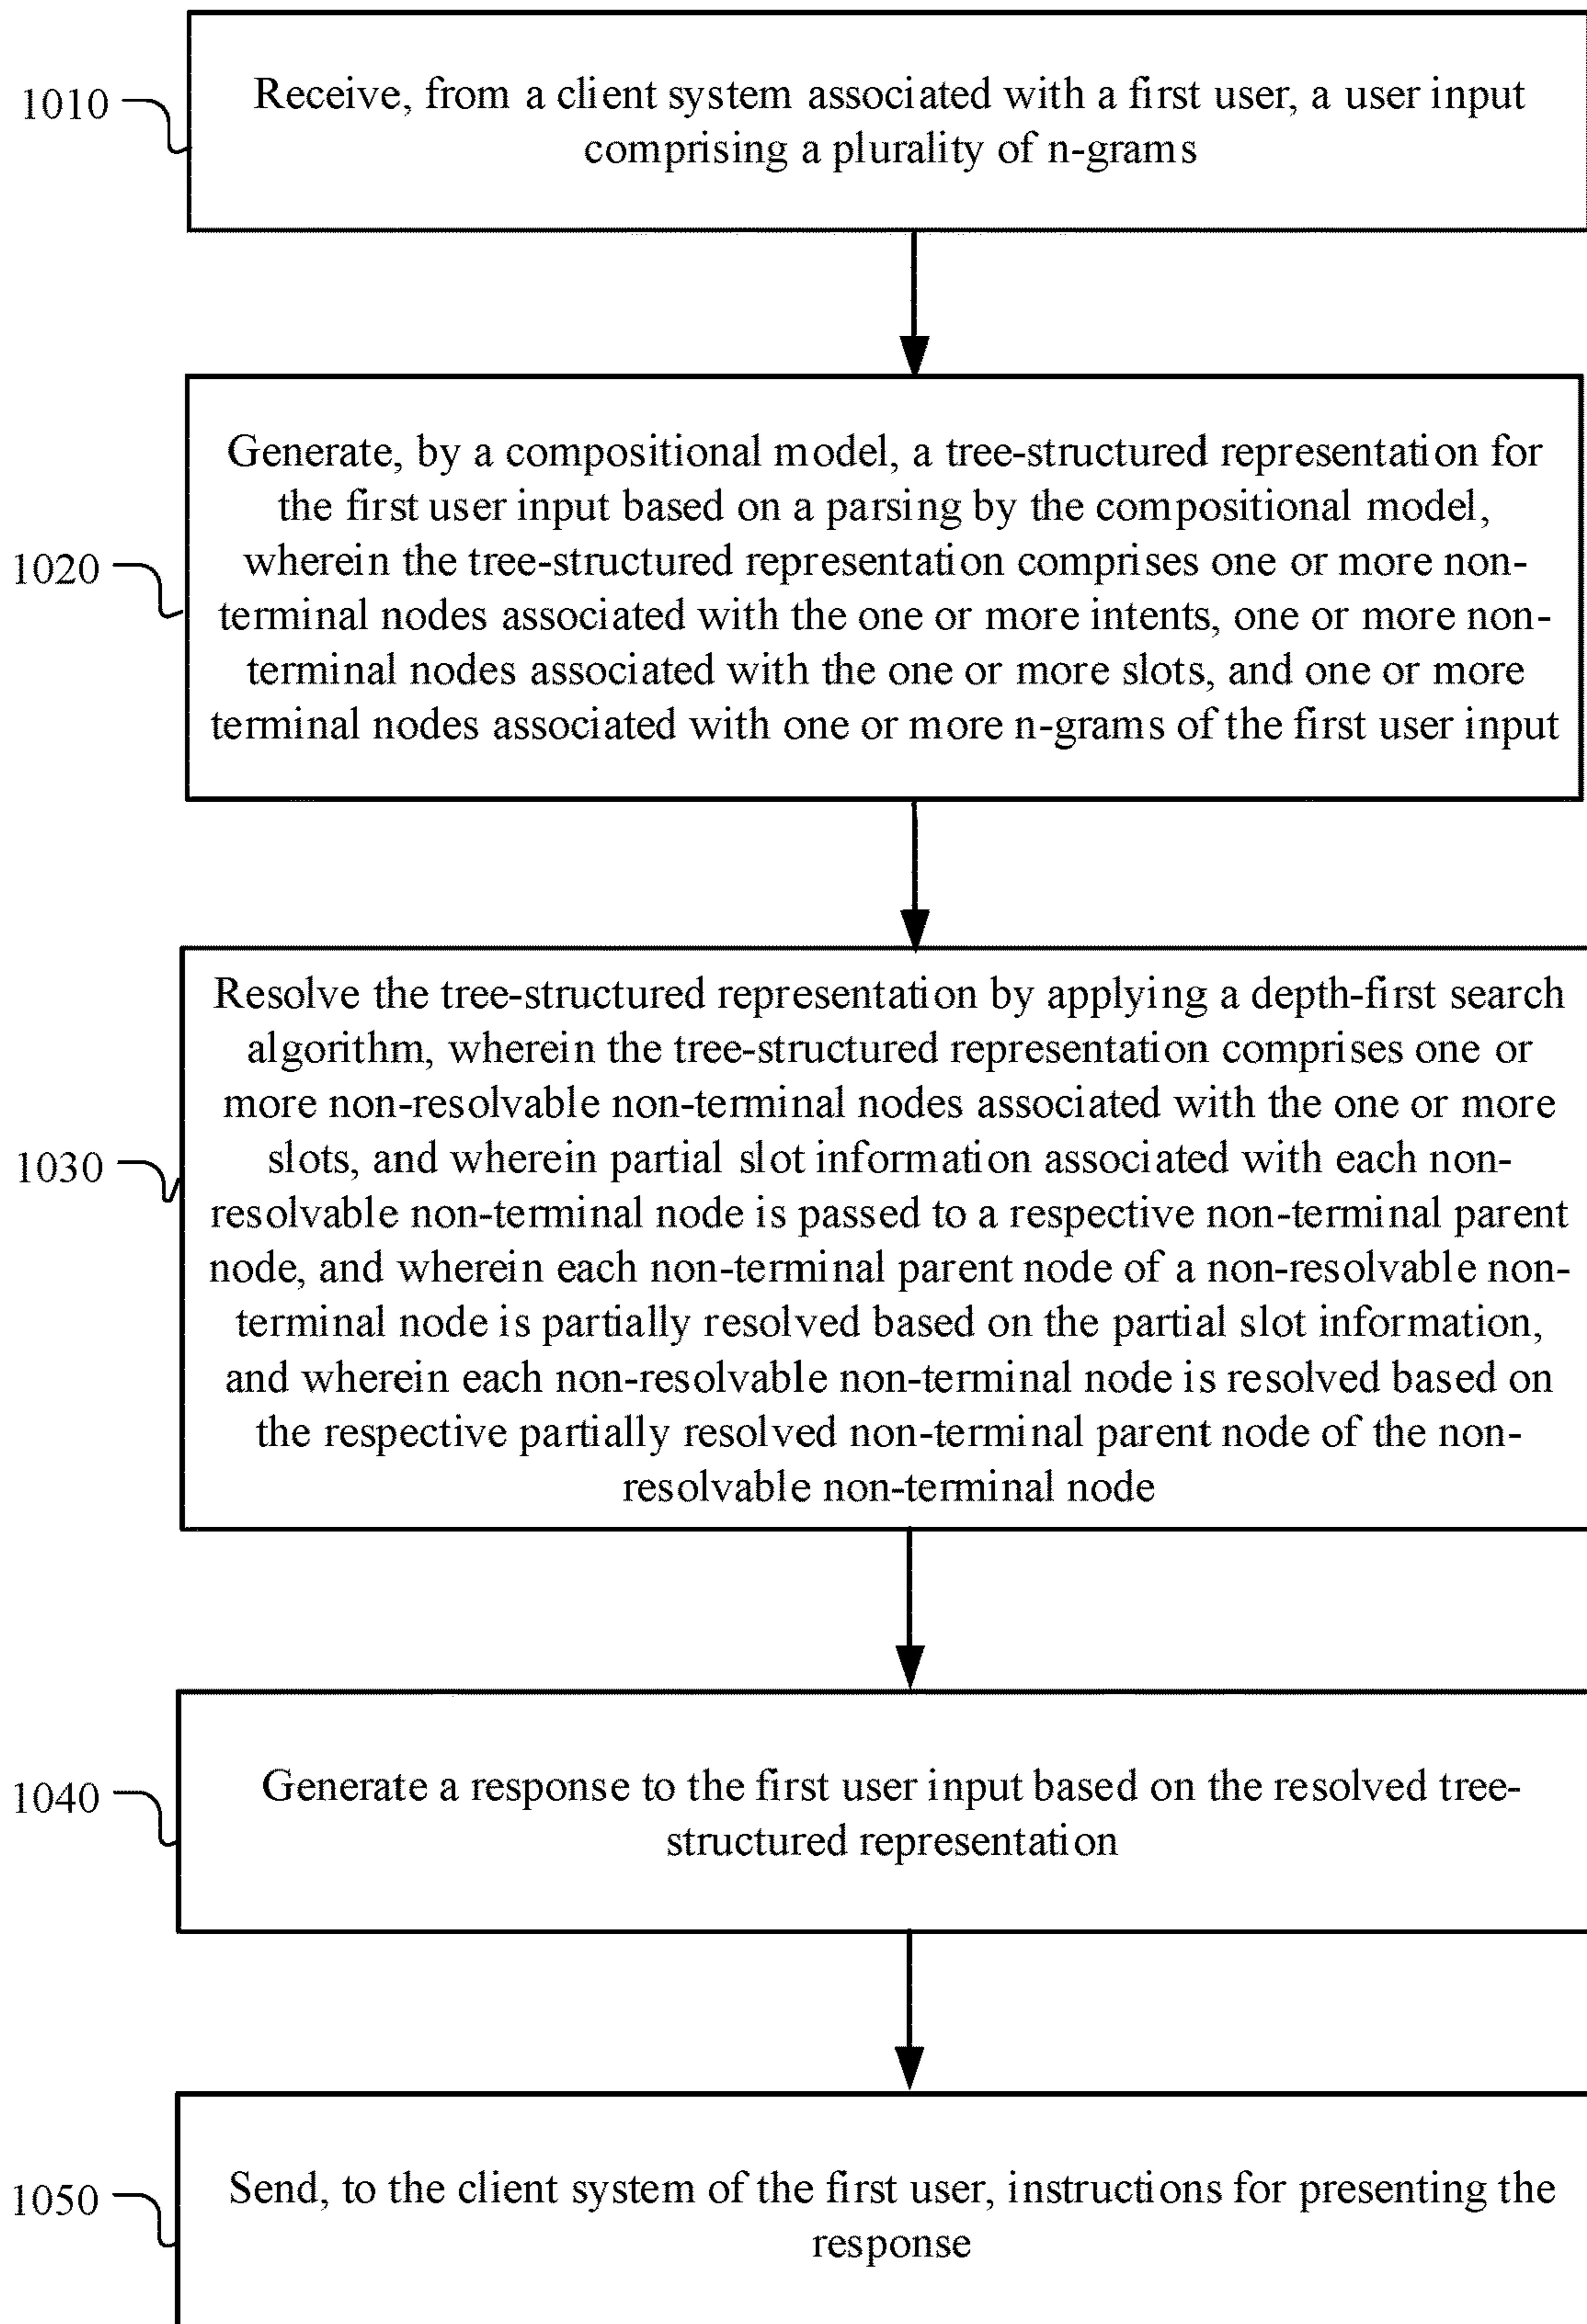 1010
Receive, from a client system associated with a first user, a user input
comprising a plurality of n-grams
1020
Generate, by a compositional model, a tree-structured representation for
the first user input based on a parsing by the compositional model,
wherein the tree-structured representation comprises one or more non-
terminal nodes associated with the one or more intents, one or more non-
terminal nodes associated with the one or more slots, and one or more
terminal nodes associated with one or more n-grams of the first user input
1030
Resolve the tree-structured representation by applying a depth-first search
algorithm, wherein the tree-structured representation comprises one or
more non-resolvable non-terminal nodes associated with the one or more
slots, and wherein partial slot information associated with each non-
resolvable non-terminal node is passed to a respective non-terminal parent
node, and wherein each non-terminal parent node of a non-resolvable non-
terminal node is partially resolved based on the partial slot information,
and wherein each non-resolvable non-terminal node is resolved based on
the respective partially resolved non-terminal parent node of the non-
resolvable non-terminal node
1040
Generate a response to the first user input based on the resolved tree-
structured representation
1050
Send, to the client system of the first user, instructions for presenting the
response